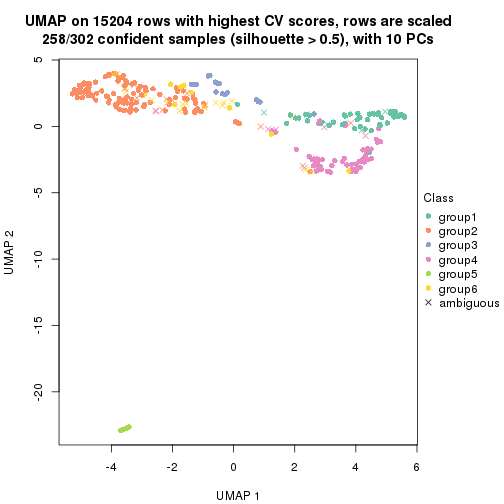 UMAP on 15204 rows with highest CV scores, rows are scaled
258/302 confident samples (silhouette > 0.5), with 10 PCs
5
0
-5
-10
-15
-20
UMAP 2
-4
-2
0
2
4
6
UMAP 1
Class
group1
group2
group3
group4
group5
group6
ambiguous